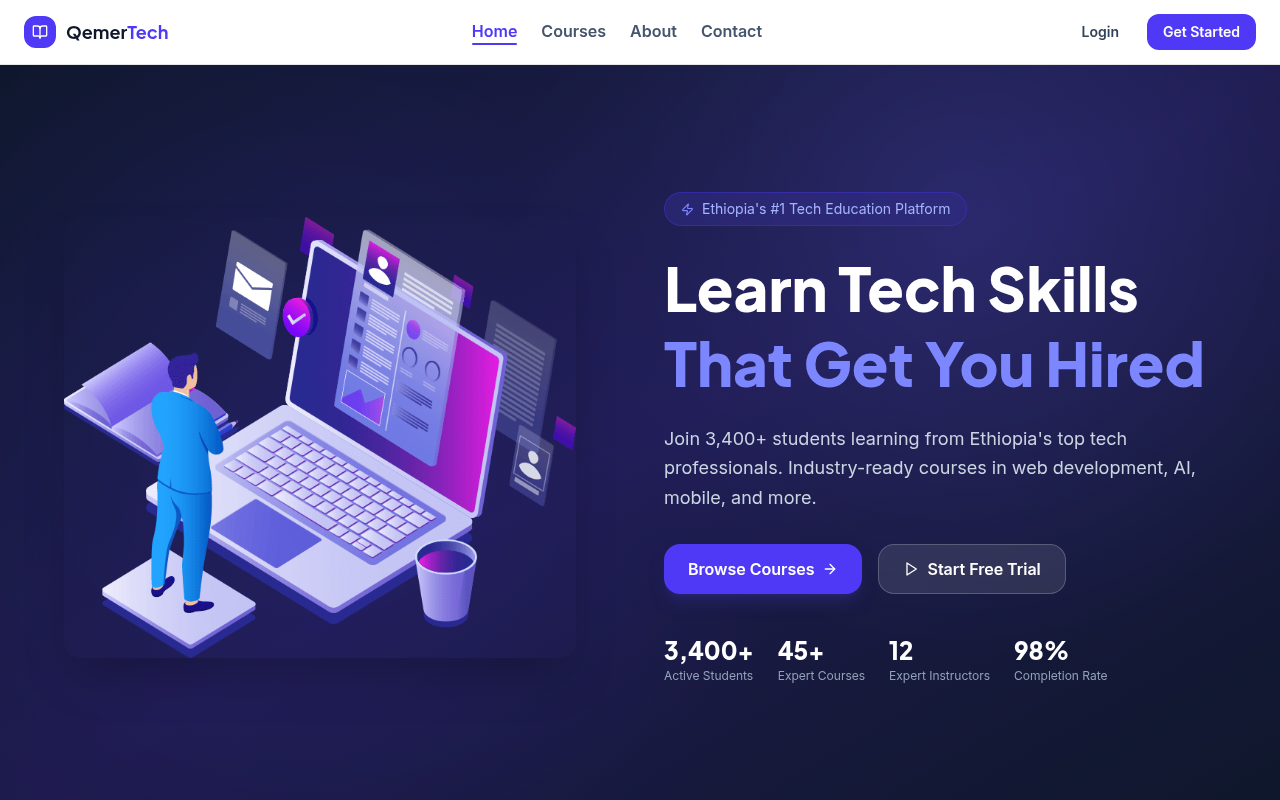 QemerTech
Home
Courses
About
Contact
Login
Get Started
Ethiopia's #1 Tech Education Platform
Learn Tech Skills
That Get You Hired
Join 3,400+ students learning from Ethiopia's top tech
professionals. Industry-ready courses in web development, AI,
mobile, and more.
Browse Courses
Start Free Trial
3,400+
Active Students
45+
Expert Courses
12
Expert Instructors
98%
Completion Rate